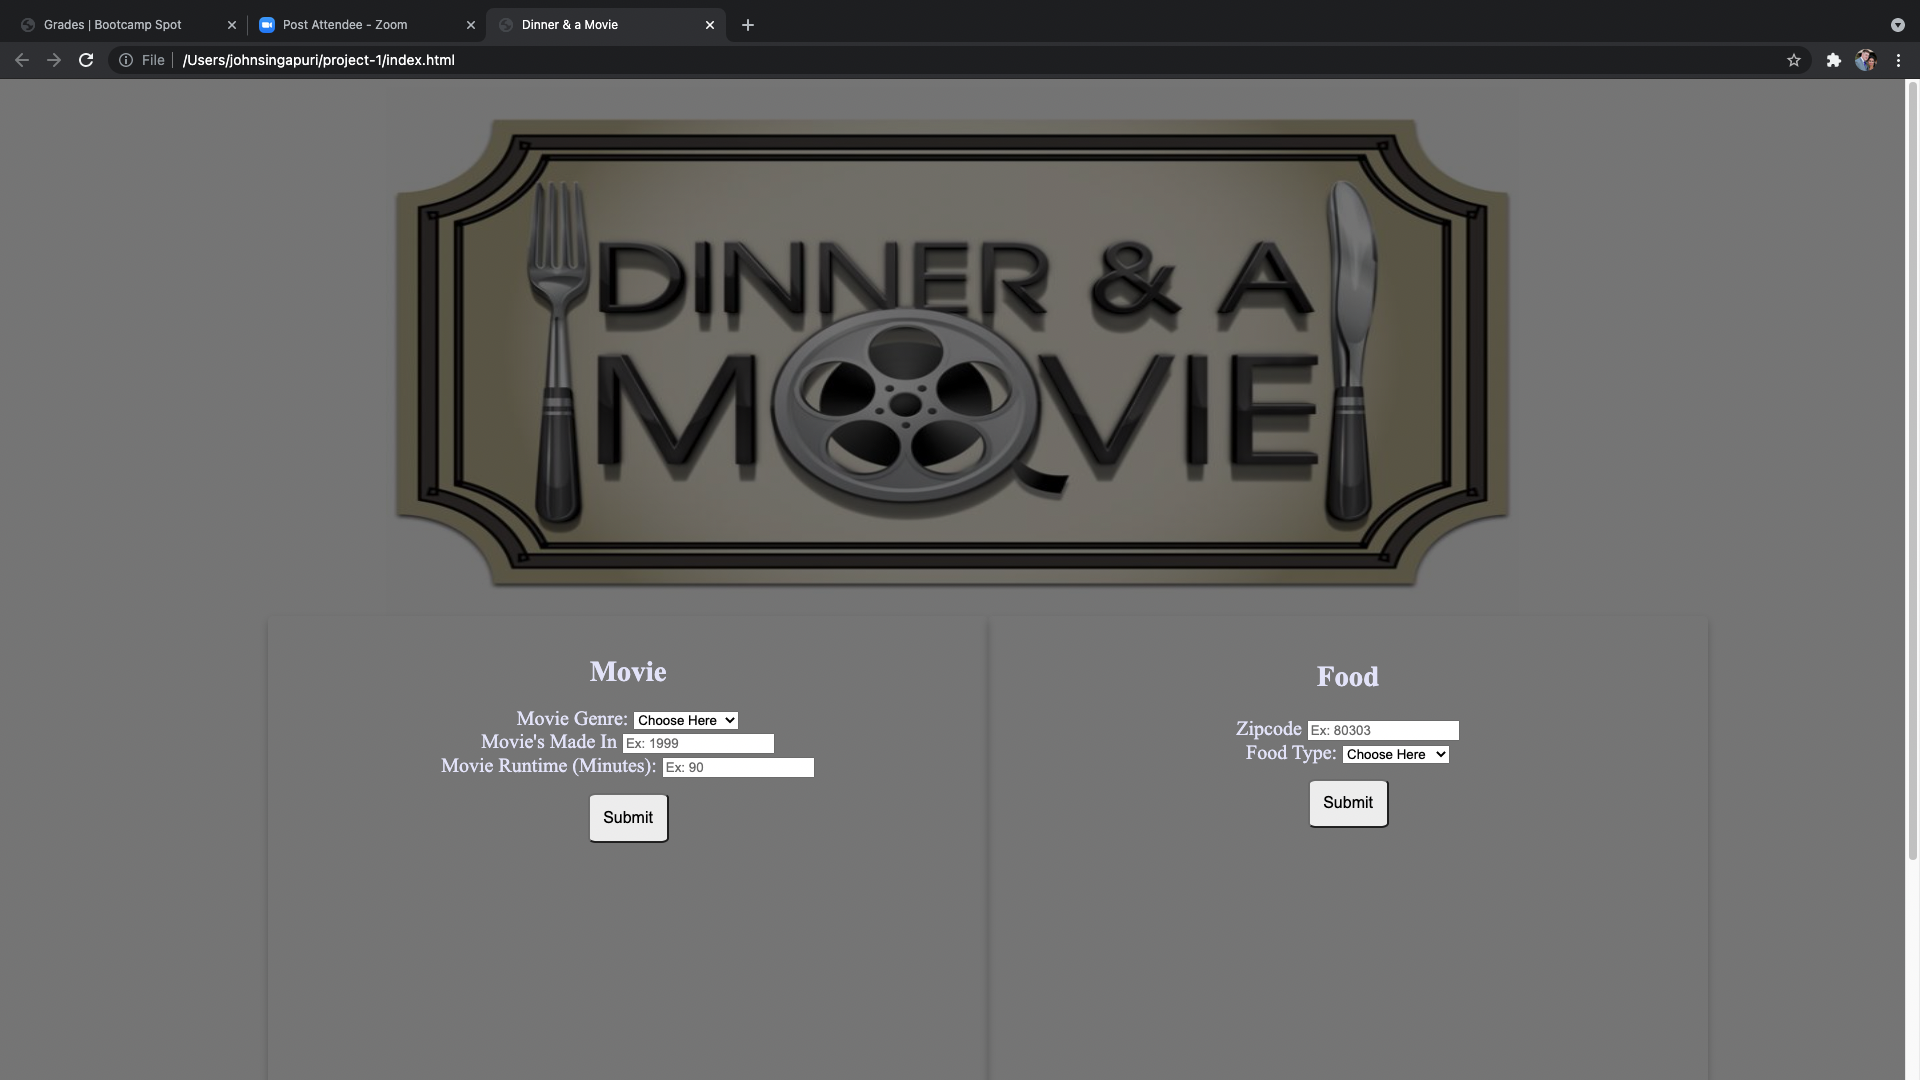 Grades | Bootcamp Spot
Post Attendee - Zoom
Dinner & a Movie
File
/Users/johnsingapuri/project-1/index.html
DINNER & A
MOVIE
Movie
Movie Genre: Choose Here
Movie's Made In Ex: 1999
Movie Runtime (Minutes): Ex: 90
Submit
Food
Zipcode Ex: 80303
Food Type: Choose Here
Submit